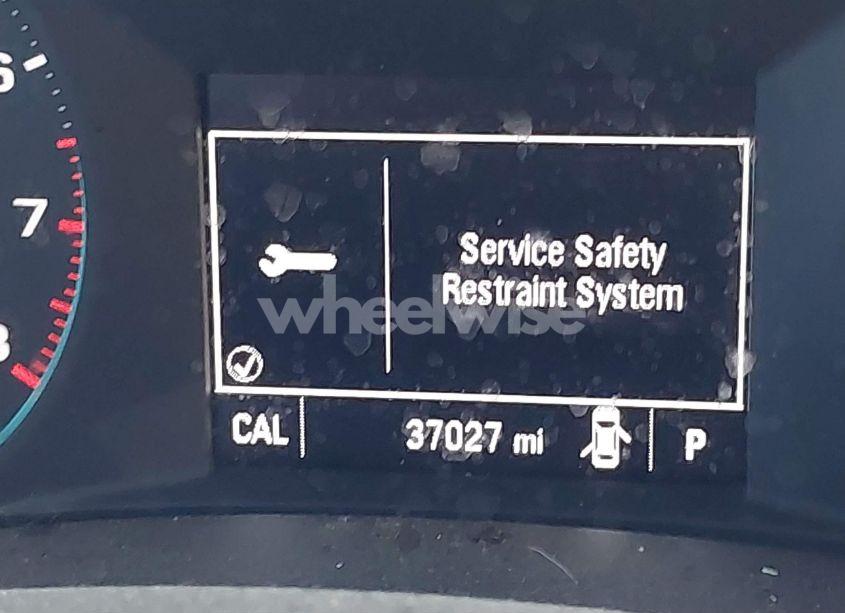 6
7
8
Service Safety
Restraint System
wheelwise
CAL
37027 mi
P